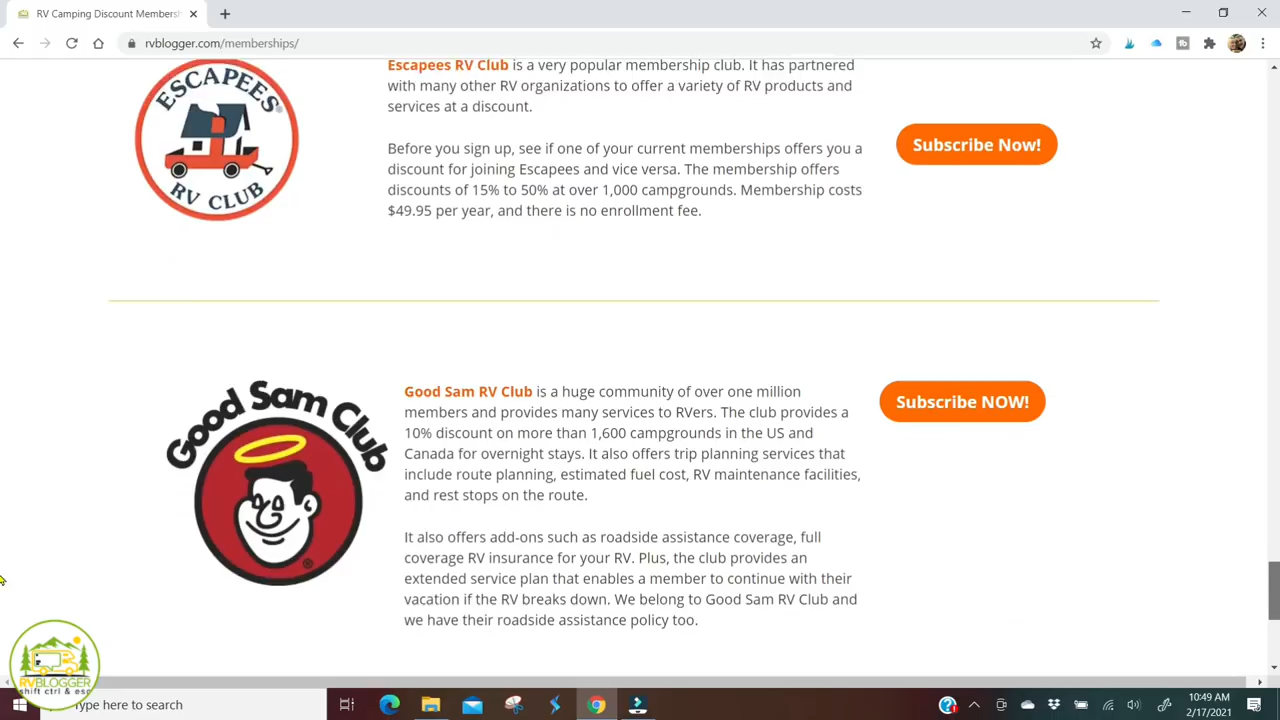 RV Camping Discount Membersh
rvblogger.com/memberships/
ESCAPEES
RV CLUB
Escapees RV Club is a very popular membership club. It has partnered
with many other RV organizations to offer a variety of RV products and
services at a discount.
Before you sign up, see if one of your current memberships offers you a
discount for joining Escapees and vice versa. The membership offers
discounts of 15% to 50% at over 1,000 campgrounds. Membership costs
$49.95 per year, and there is no enrollment fee.
Subscribe Now!
Good Sam Club
Good Sam RV Club is a huge community of over one million
members and provides many services to RVers. The club provides a
10% discount on more than 1,600 campgrounds in the US and
Canada for overnight stays. It also offers trip planning services that
include route planning, estimated fuel cost, RV maintenance facilities,
and rest stops on the route.
It also offers add-ons such as roadside assistance coverage, full
coverage RV insurance for your RV. Plus, the club provides an
extended service plan that enables a member to continue with their
vacation if the RV breaks down. We belong to Good Sam RV Club and
we have their roadside assistance policy too.
Subscribe NOW!
RVBLOGGER
shift ctrl & esc
Type here to search
10:49 AM
2/17/2021